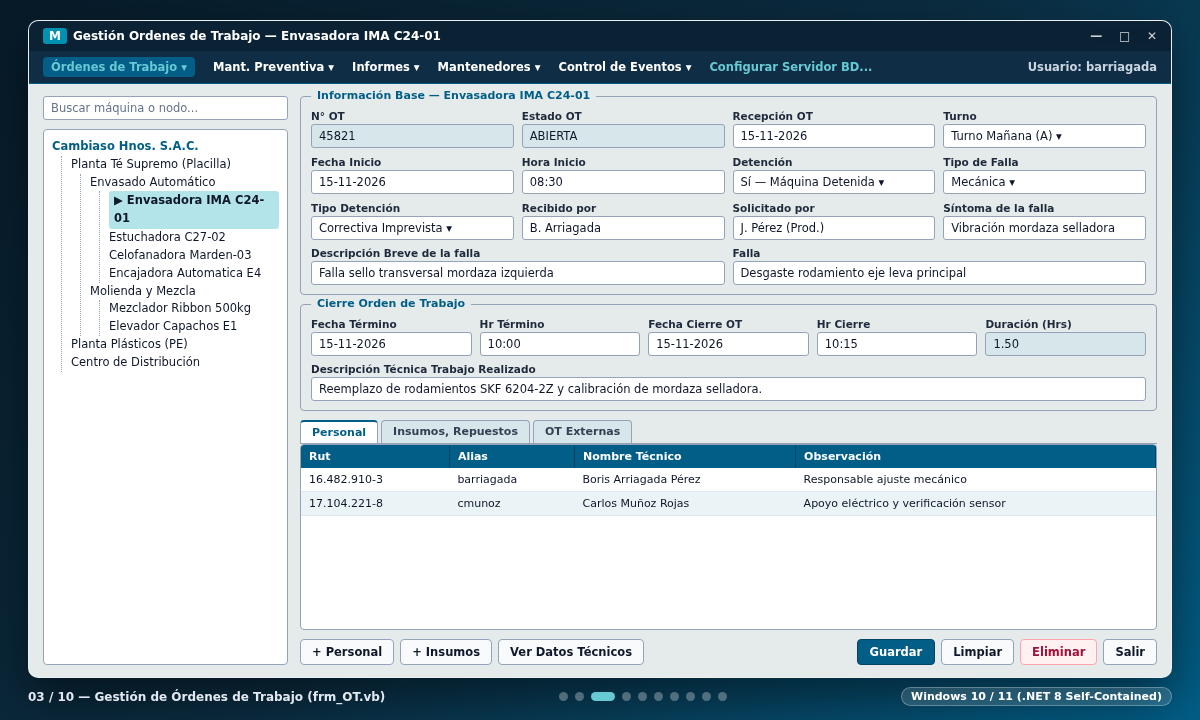 M Gestión Ordenes de Trabajo — Envasadora IMA C24-01
— □ ✕
Órdenes de Trabajo ▾ Mant. Preventiva ▾ Informes ▾ Mantenedores ▾ Control de Eventos ▾ Configurar Servidor BD... Usuario: barriagada
Buscar máquina o nodo...
Cambiaso Hnos. S.A.C.
Planta Té Supremo (Placilla)
Envasado Automático
▶ Envasadora IMA C24-
01
Estuchadora C27-02
Celofanadora Marden-03
Encajadora Automatica E4
Molienda y Mezcla
Mezclador Ribbon 500kg
Elevador Capachos E1
Planta Plásticos (PE)
Centro de Distribución
Información Base — Envasadora IMA C24-01
N° OT Estado OT Recepción OT Turno
45821 ABIERTA 15-11-2026 Turno Mañana (A) ▾
Fecha Inicio Hora Inicio Detención Tipo de Falla
15-11-2026 08:30 Sí — Máquina Detenida ▾ Mecánica ▾
Tipo Detención Recibido por Solicitado por Síntoma de la falla
Correctiva Imprevista ▾ B. Arriagada J. Pérez (Prod.) Vibración mordaza selladora
Descripción Breve de la falla Falla
Falla sello transversal mordaza izquierda Desgaste rodamiento eje leva principal
Cierre Orden de Trabajo
Fecha Término Hr Término Fecha Cierre OT Hr Cierre Duración (Hrs)
15-11-2026 10:00 15-11-2026 10:15 1.50
Descripción Técnica Trabajo Realizado
Reemplazo de rodamientos SKF 6204-2Z y calibración de mordaza selladora.
Personal Insumos, Repuestos OT Externas
Rut Alias Nombre Técnico Observación
16.482.910-3 barriagada Boris Arriagada Pérez Responsable ajuste mecánico
17.104.221-8 cmunoz Carlos Muñoz Rojas Apoyo eléctrico y verificación sensor
+ Personal + Insumos Ver Datos Técnicos Guardar Limpiar Eliminar Salir
03 / 10 — Gestión de Órdenes de Trabajo (frm_OT.vb) Windows 10 / 11 (.NET 8 Self-Contained)